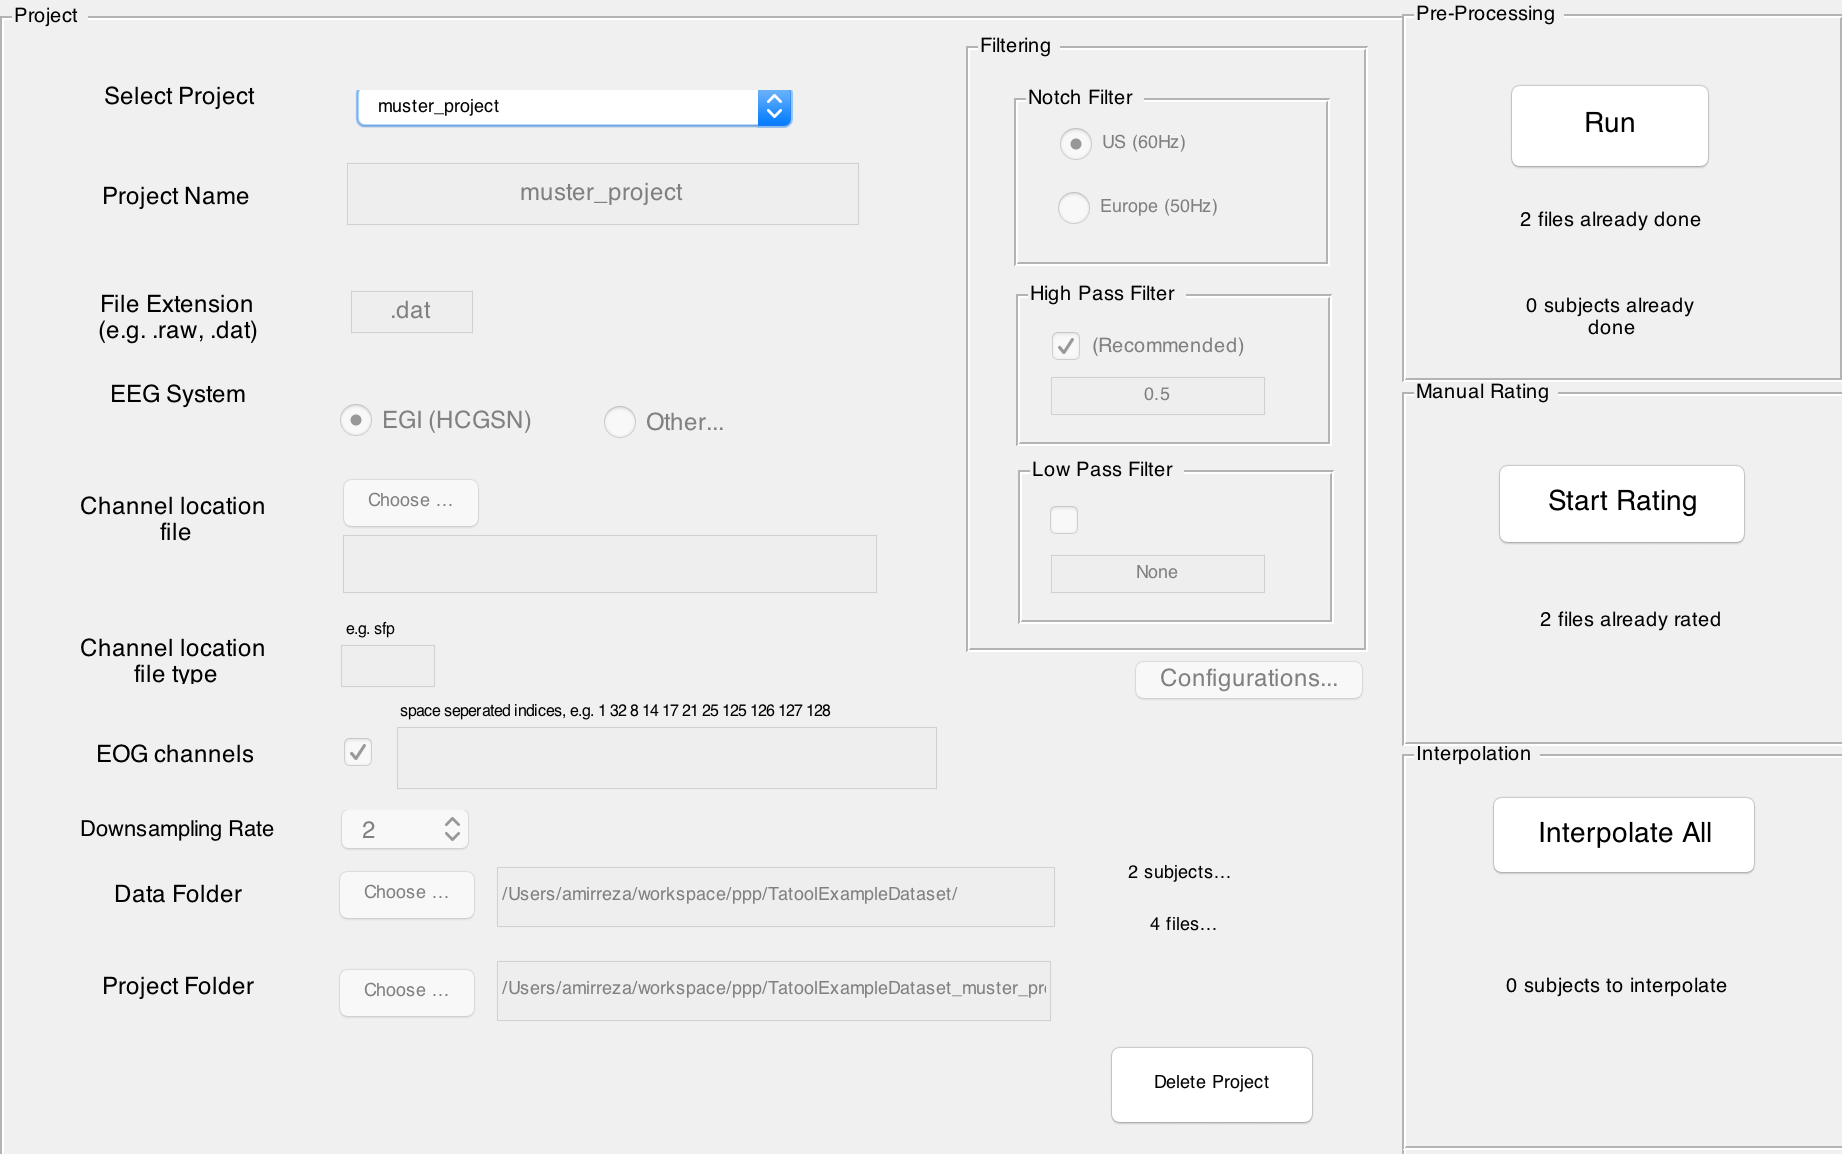 Project
Select Project
muster_project
Project Name
muster_project
File Extension
(e.g. .raw, .dat)
.dat
EEG System
EGI (HCGSN)
Other...
Channel location
file
Choose ...
Channel location
file type
e.g. sfp
EOG channels
space seperated indices, e.g. 1 32 8 14 17 21 25 125 126 127 128
Downsampling Rate
2
Data Folder
Choose ...
/Users/amirreza/workspace/ppp/TatoolExampleDataset/
2 subjects...
4 files...
Project Folder
Choose ...
/Users/amirreza/workspace/ppp/TatoolExampleDataset_muster_pr
Delete Project
Filtering
Notch Filter
US (60Hz)
Europe (50Hz)
High Pass Filter
(Recommended)
0.5
Low Pass Filter
None
Configurations...
Pre-Processing
Run
2 files already done
0 subjects already
done
Manual Rating
Start Rating
2 files already rated
Interpolation
Interpolate All
0 subjects to interpolate